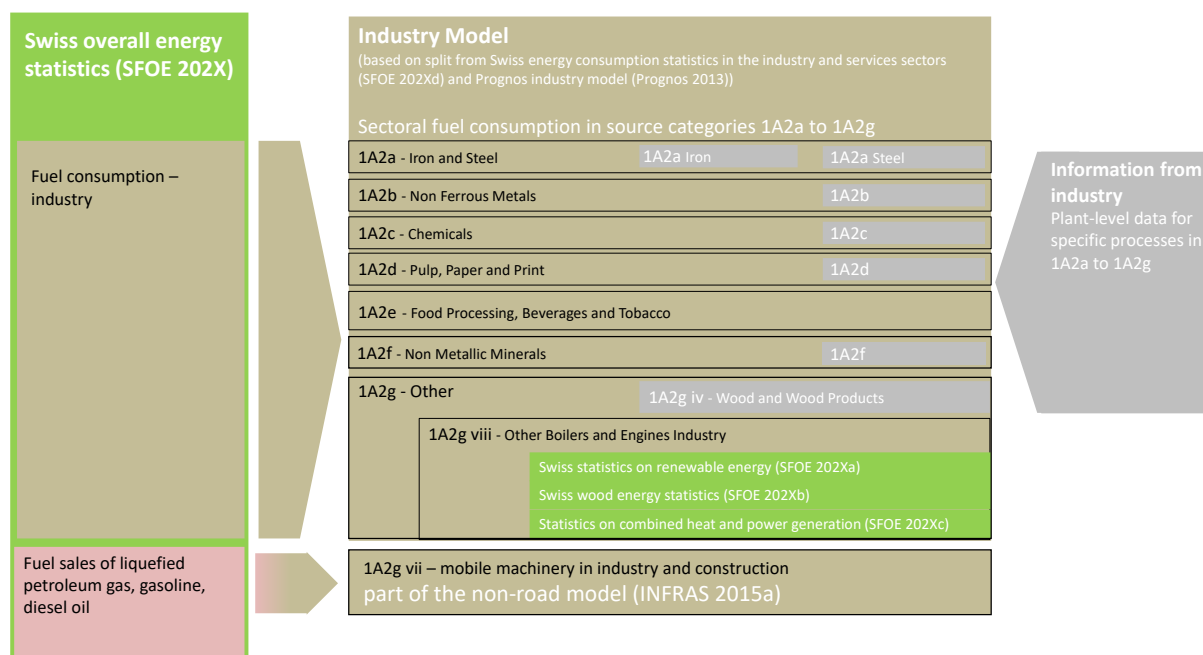 Swiss overall energy
statistics (SFOE 202X)
Fuel consumption –
industry
Fuel sales of liquefied
petroleum gas, gasoline,
diesel oil
Industry Model
(based on split from Swiss energy consumption statistics in the industry and services sectors
(SFOE 202Xd) and Prognos industry model (Prognos 2013))
Sectoral fuel consumption in source categories 1A2a to 1A2g
1A2a - Iron and Steel 1A2a Iron 1A2a Steel
1A2b - Non Ferrous Metals 1A2b
1A2c - Chemicals 1A2c
1A2d - Pulp, Paper and Print 1A2d
1A2e - Food Processing, Beverages and Tobacco
1A2f - Non Metallic Minerals 1A2f
1A2g - Other 1A2g iv - Wood and Wood Products
1A2g viii - Other Boilers and Engines Industry
Swiss statistics on renewable energy (SFOE 202Xa)
Swiss wood energy statistics (SFOE 202Xb)
Statistics on combined heat and power generation (SFOE 202Xc)
1A2g vii – mobile machinery in industry and construction
part of the non-road model (INFRAS 2015a)
Information from
industry
Plant-level data for
specific processes in
1A2a to 1A2g